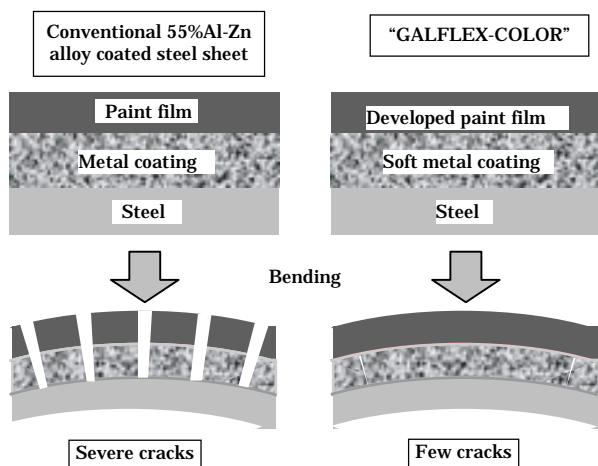 Conventional 55%Al-Zn
alloy coated steel sheet
“GALFLEX-COLOR”
Paint film
Metal coating
Steel
Developed paint film
Soft metal coating
Steel
Bending
Severe cracks
Few cracks